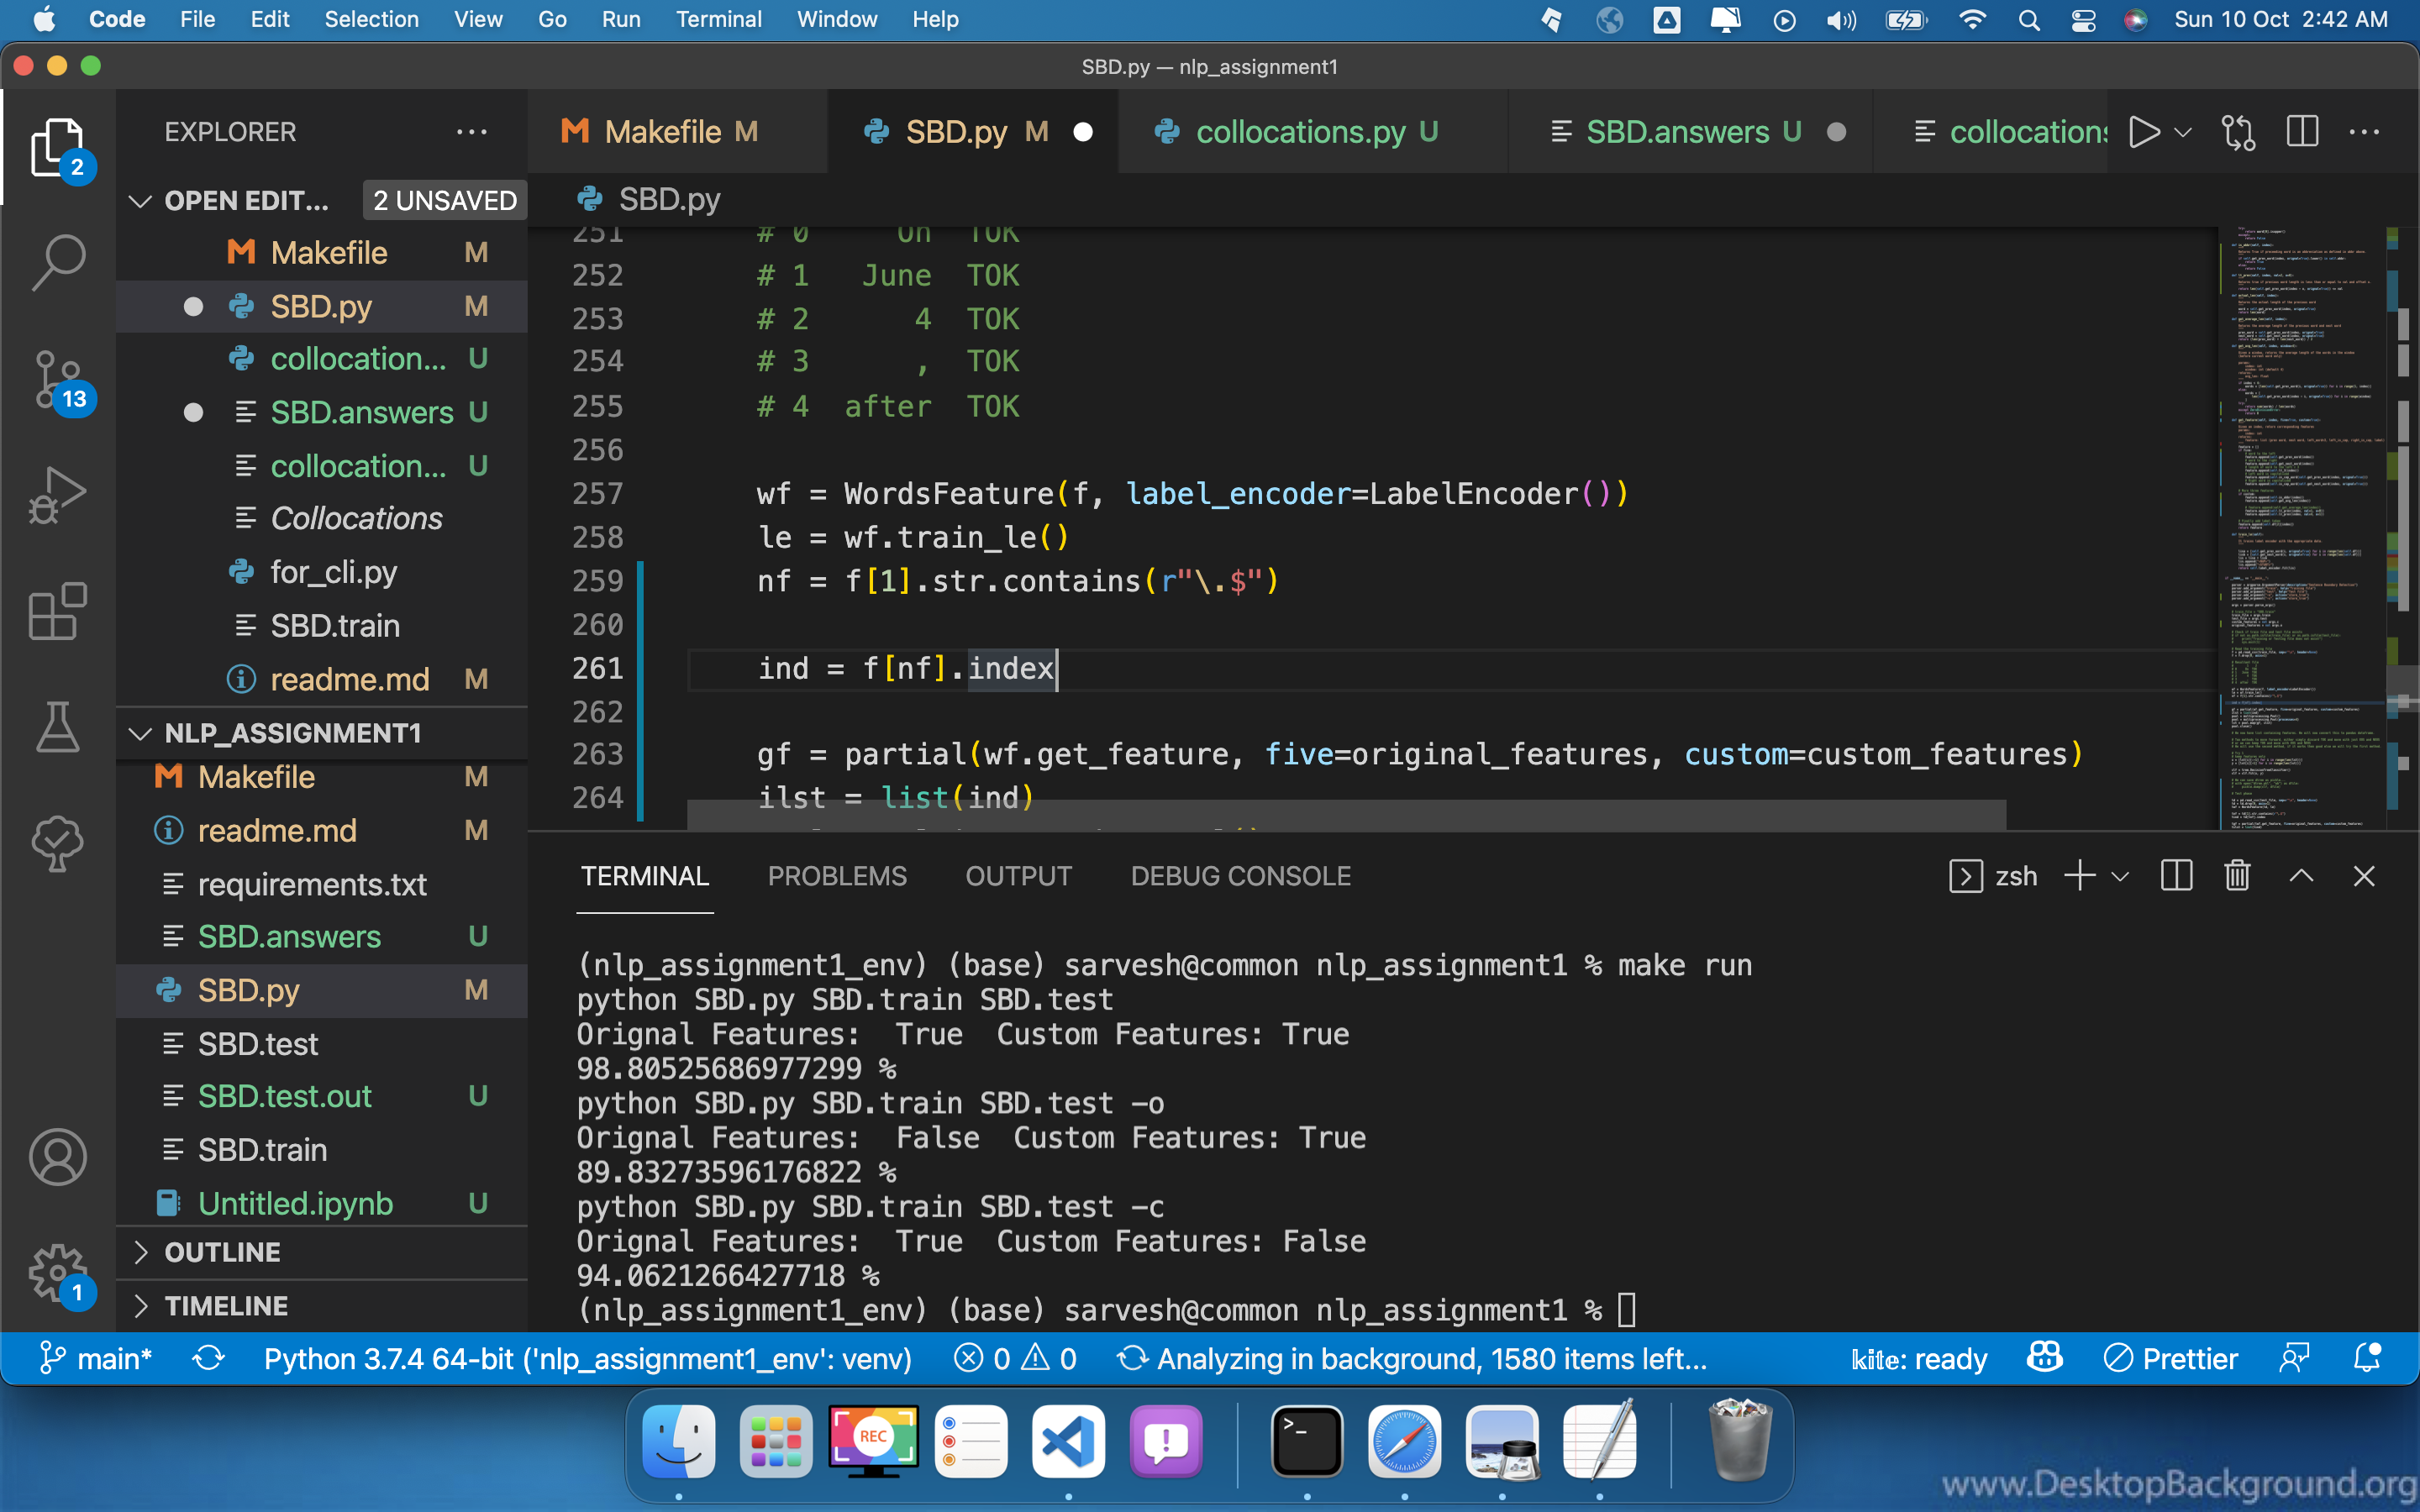 Code File Edit Selection View Go Run Terminal Window Help Sun 10 Oct 2:42 AM
SBD.py — nlp_assignment1
EXPLORER
2
OPEN EDIT... 2 UNSAVED
Makefile M
SBD.py M
collocation... U
SBD.answers U
collocation... U
Collocations
for_cli.py
SBD.train
readme.md M
13
NLP_ASSIGNMENT1
Makefile M
readme.md M
requirements.txt
SBD.answers U
SBD.py M
SBD.test
SBD.test.out U
SBD.train
Untitled.ipynb U
OUTLINE
TIMELINE
1
Makefile M SBD.py M collocations.py U SBD.answers U collocations
SBD.py
251 # 0 On TOK
252 # 1 June TOK
253 # 2 4 TOK
254 # 3 , TOK
255 # 4 after TOK
256
257 wf = WordsFeature(f, label_encoder=LabelEncoder())
258 le = wf.train_le()
259 nf = f[1].str.contains(r"\.$")
260
261 ind = f[nf].index
262
263 gf = partial(wf.get_feature, five=original_features, custom=custom_features)
264 ilst = list(ind)
TERMINAL PROBLEMS OUTPUT DEBUG CONSOLE zsh
(nlp_assignment1_env) (base) sarvesh@common nlp_assignment1 % make run
python SBD.py SBD.train SBD.test
Orignal Features:  True  Custom Features: True
98.80525686977299 %
python SBD.py SBD.train SBD.test -o
Orignal Features:  False  Custom Features: True
89.83273596176822 %
python SBD.py SBD.train SBD.test -c
Orignal Features:  True  Custom Features: False
94.0621266427718 %
(nlp_assignment1_env) (base) sarvesh@common nlp_assignment1 %
main* Python 3.7.4 64-bit ('nlp_assignment1_env': venv) 0 0 Analyzing in background, 1580 items left... kite: ready Prettier
REC
www.DesktopBackground.org